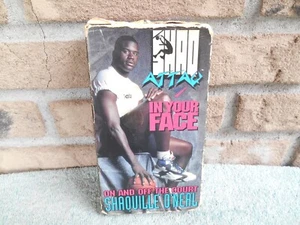 SHAQ
ATTAQ
IN YOUR
FACE
ON AND OFF THE COURT
SHAQUILLE O'NEAL